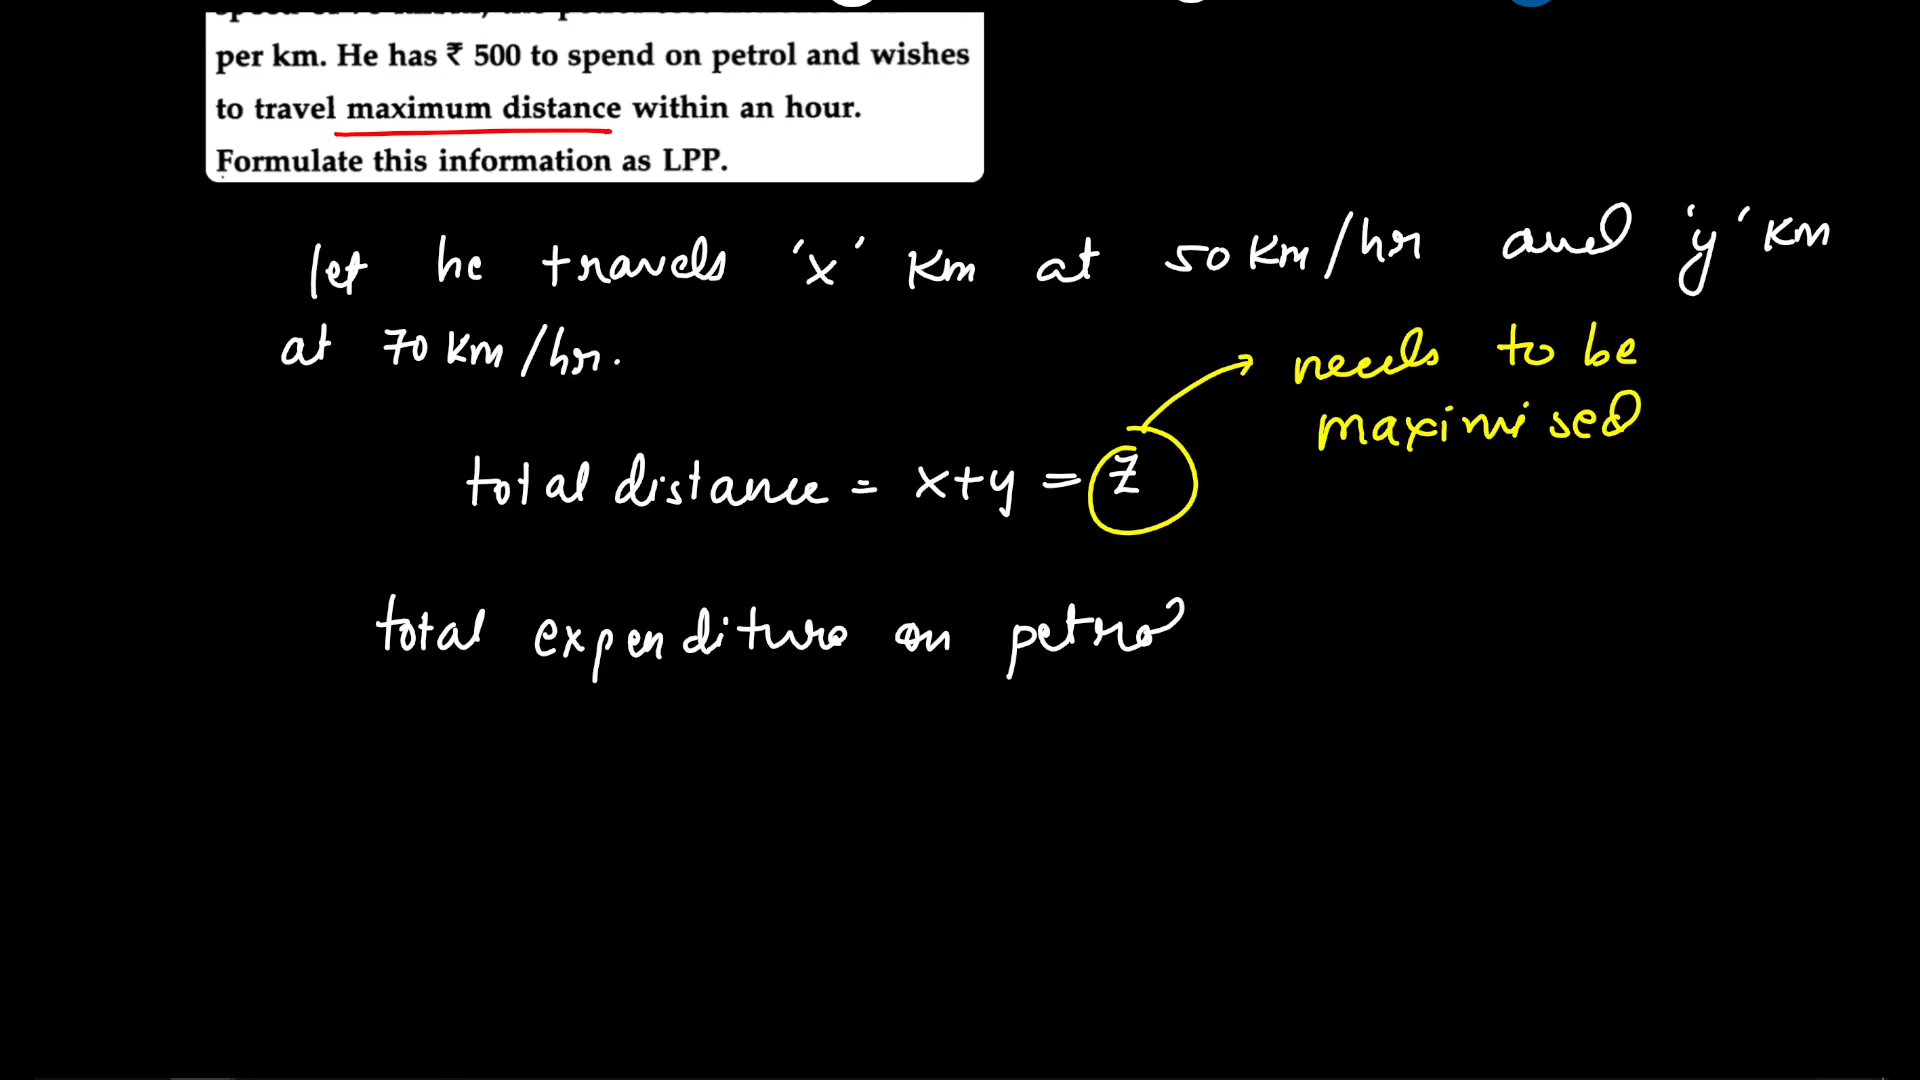 per km. He has ₹ 500 to spend on petrol and wishes
to travel maximum distance within an hour.
Formulate this information as LPP.
let he travels 'x' Km at 50 Km/hr and 'y' Km
at 70 Km/hr.
needs to be
maximised
total distance = x+y = Z
total expenditure on petrol